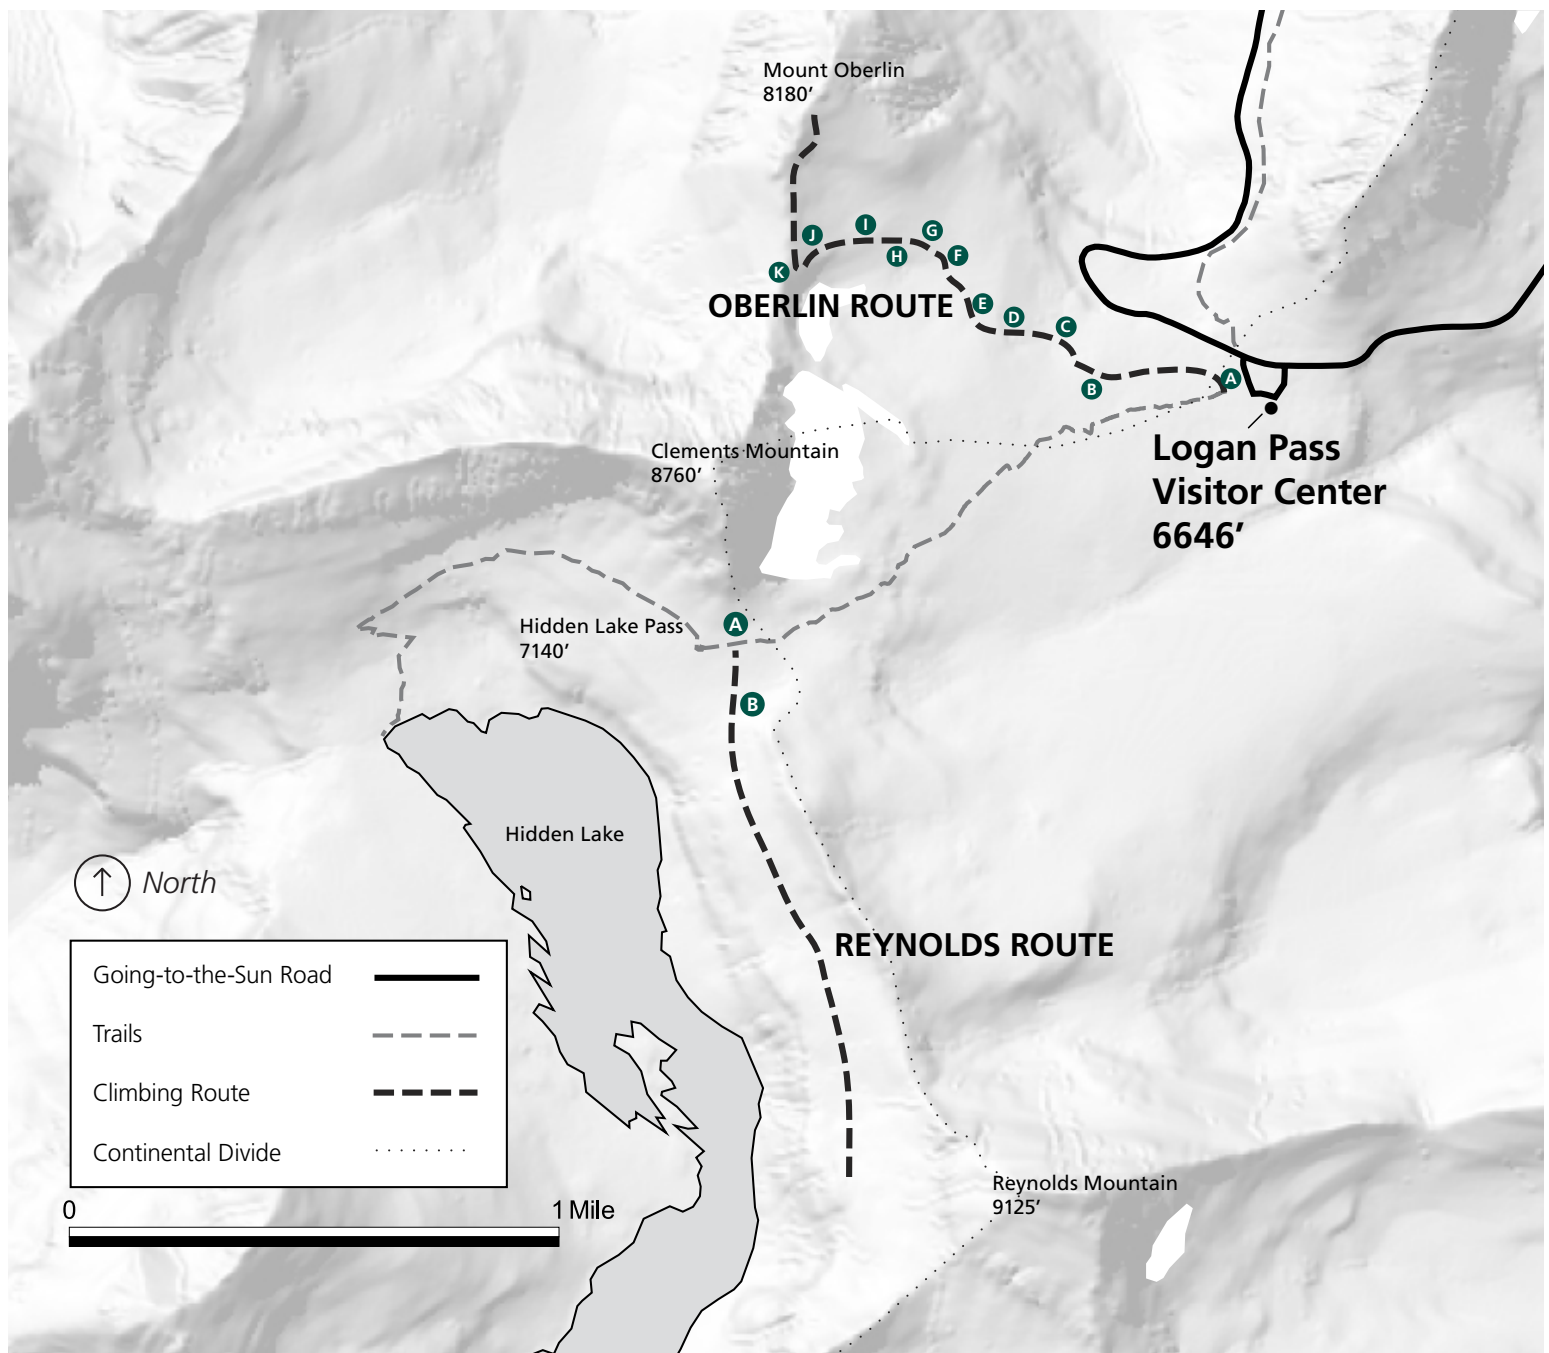 Mount Oberlin
8180’
J
I
G
H
F
K
OBERLIN ROUTE
E
D
C
A
B
Logan Pass
Visitor Center
6646’
Clements Mountain
8760’
A
Hidden Lake Pass
7140’
B
Hidden Lake
North
REYNOLDS ROUTE
Going-to-the-Sun Road
Trails
Climbing Route
Continental Divide
Reynolds Mountain
9125’
0 1 Mile